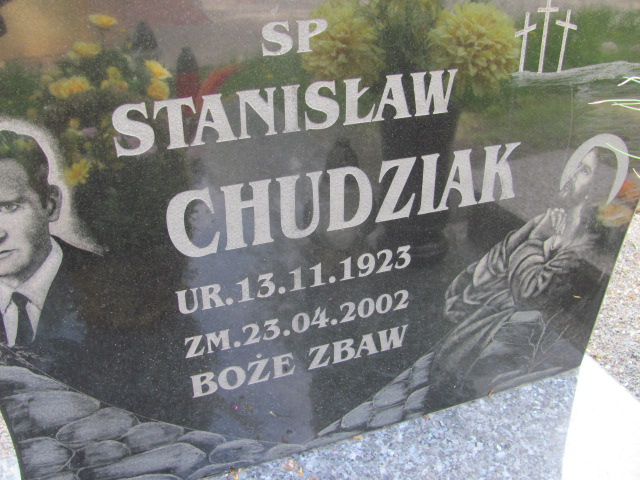 SP
STANISŁAW
CHUDZIAK
UR.13.11.1923
ZM.23.04.2002
BOŻE ZBAW